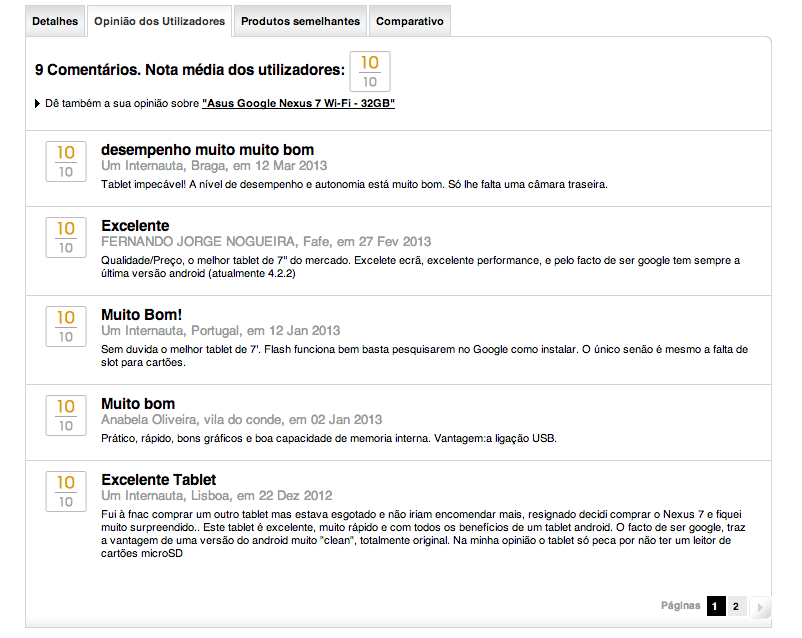 Detalhes Opinião dos Utilizadores Produtos semelhantes Comparativo
9 Comentários. Nota média dos utilizadores: 10
10
Dê também a sua opinião sobre "Asus Google Nexus 7 Wi-Fi - 32GB"
10
10
desempenho muito muito bom
Um Internauta, Braga, em 12 Mar 2013
Tablet impecável! A nível de desempenho e autonomia está muito bom. Só lhe falta uma câmara traseira.
10
10
Excelente
FERNANDO JORGE NOGUEIRA, Fafe, em 27 Fev 2013
Qualidade/Preço, o melhor tablet de 7" do mercado. Excelete ecrã, excelente performance, e pelo facto de ser google tem sempre a
última versão android (atualmente 4.2.2)
10
10
Muito Bom!
Um Internauta, Portugal, em 12 Jan 2013
Sem duvida o melhor tablet de 7'. Flash funciona bem basta pesquisarem no Google como instalar. O único senão é mesmo a falta de
slot para cartões.
10
10
Muito bom
Anabela Oliveira, vila do conde, em 02 Jan 2013
Prático, rápido, bons gráficos e boa capacidade de memoria interna. Vantagem:a ligação USB.
10
10
Excelente Tablet
Um Internauta, Lisboa, em 22 Dez 2012
Fui à fnac comprar um outro tablet mas estava esgotado e não iriam encomendar mais, resignado decidi comprar o Nexus 7 e fiquei
muito surpreendido.. Este tablet é excelente, muito rápido e com todos os benefícios de um tablet android. O facto de ser google, traz
a vantagem de uma versão do android muito "clean", totalmente original. Na minha opinião o tablet só peca por não ter um leitor de
cartões microSD
Páginas 1 2